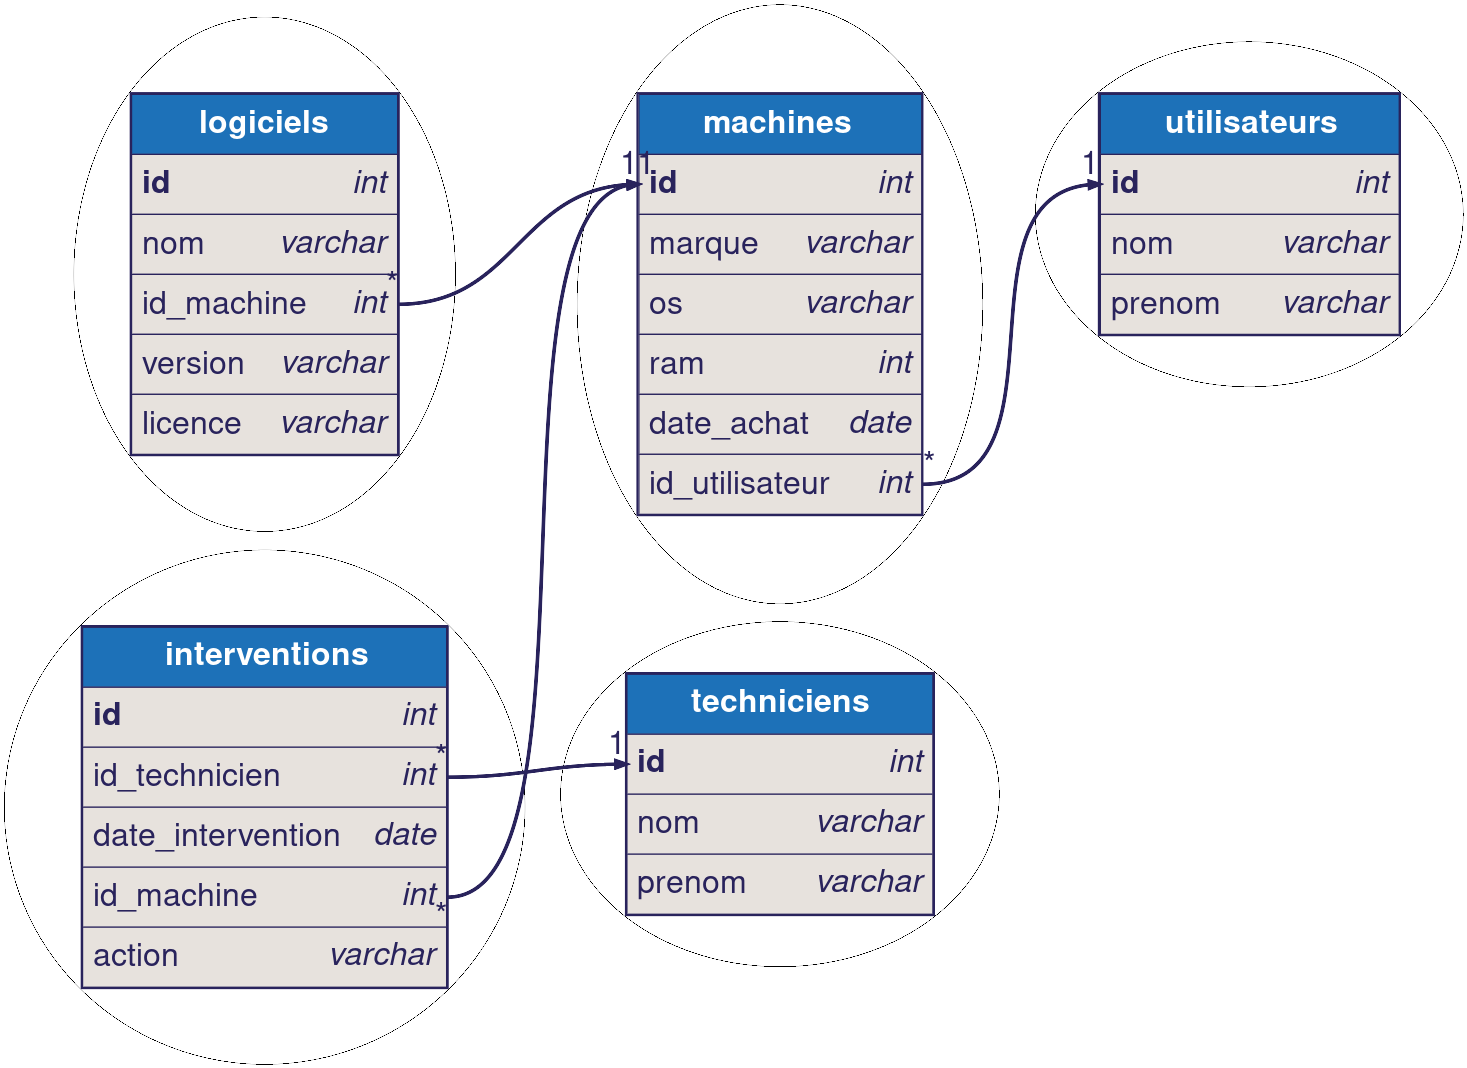 logiciels
id int
nom varchar
*
id_machine int
version varchar
licence varchar
machines
11
id int
marque varchar
os varchar
ram int
date_achat date
*
id_utilisateur int
utilisateurs
1
id int
nom varchar
prenom varchar
interventions
id int
*
id_technicien int
date_intervention date
id_machine int
*
action varchar
techniciens
1
id int
nom varchar
prenom varchar